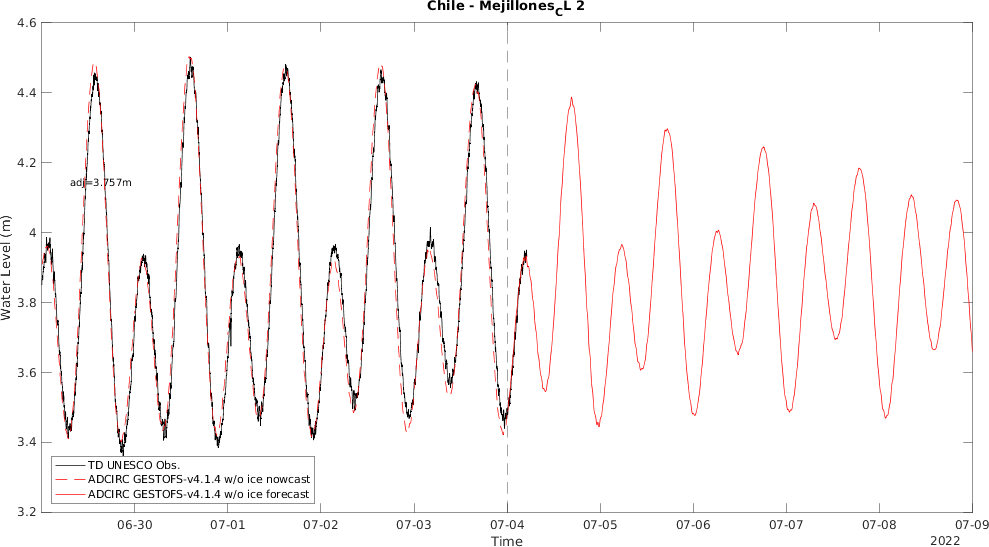 Chile - Mejillones_CL 2
4.6
4.4
4.2
4
3.8
3.6
3.4
3.2
Water Level (m)
adj=3.757m
TD UNESCO Obs.
ADCIRC GESTOFS-v4.1.4 w/o ice nowcast
ADCIRC GESTOFS-v4.1.4 w/o ice forecast
06-30
07-01
07-02
07-03
07-04
07-05
07-06
07-07
07-08
07-09
Time
2022